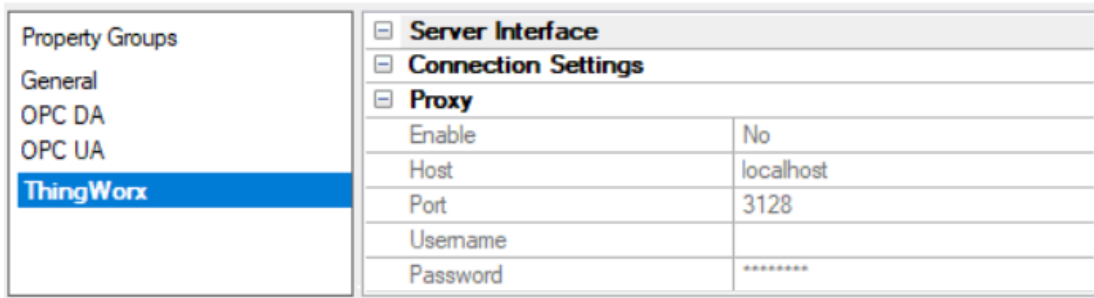 Property Groups
General
OPC DA
OPC UA
ThingWorx
Server Interface
Connection Settings
Proxy
Enable No
Host localhost
Port 3128
Username
Password ********